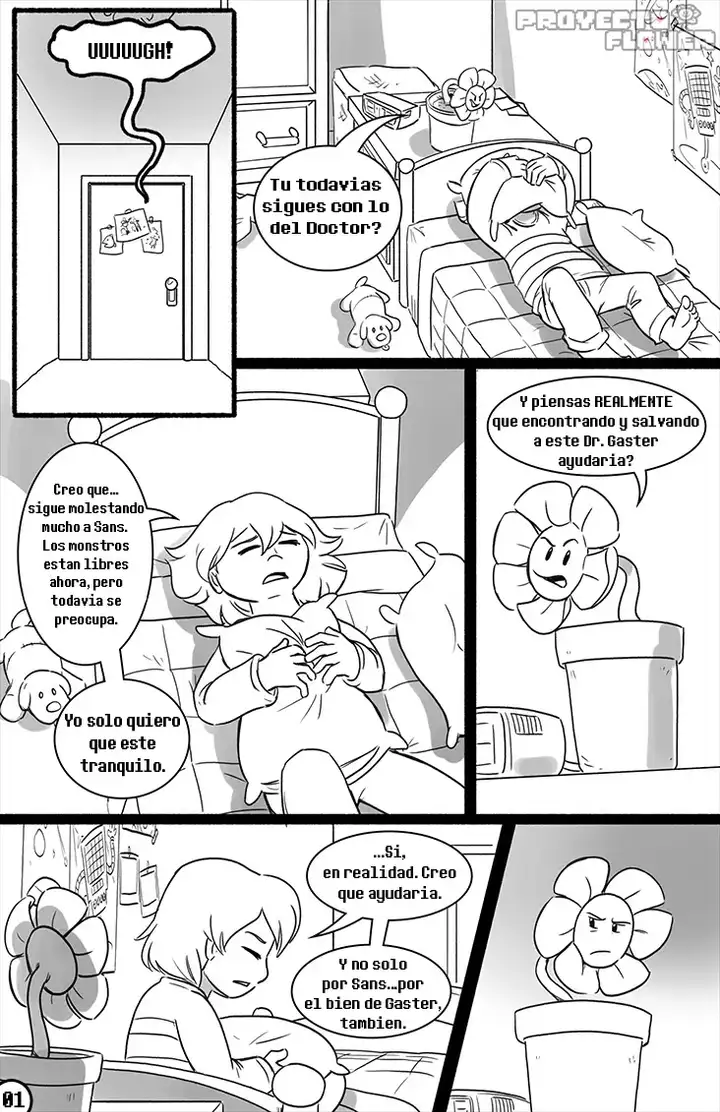 PROYECTO
FLOWER
UUUUUGH!
Tu todavias
sigues con lo
del Doctor?
Creo que...
sigue molestando
mucho a Sans.
Los monstros
estan libres
ahora, pero
todavia se
preocupa.
Yo solo quiero
que este
tranquilo.
Y piensas REALMENTE
que encontrando y salvando
a este Dr. Gaster
ayudaria?
...Si,
en realidad. Creo
que ayudaria.
Y no solo
por Sans...por
el bien de Gaster,
tambien.
01